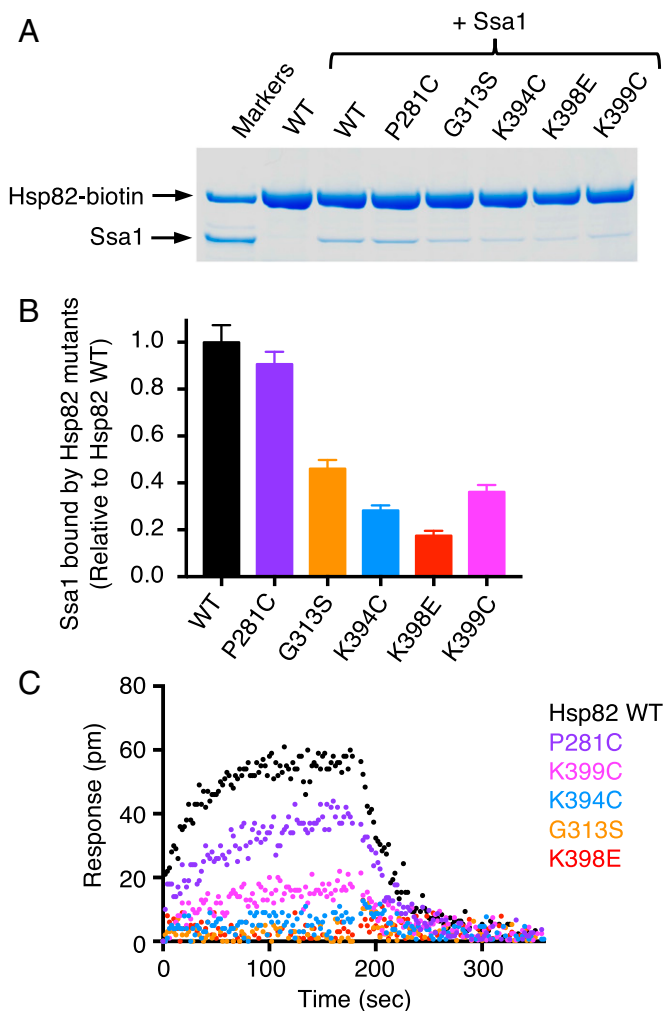 A
+ Ssa1
Markers
WT
WT
P281C
G313S
K394C
K398E
K399C
Hsp82-biotin
Ssa1
B
Ssa1 bound by Hsp82 mutants
(Relative to Hsp82 WT)
1.0
0.8
0.6
0.4
0.2
0.0
WT
P281C
G313S
K394C
K398E
K399C
C
Response (pm)
80
60
40
20
0
0
100
200
300
Time (sec)
Hsp82 WT
P281C
K399C
K394C
G313S
K398E